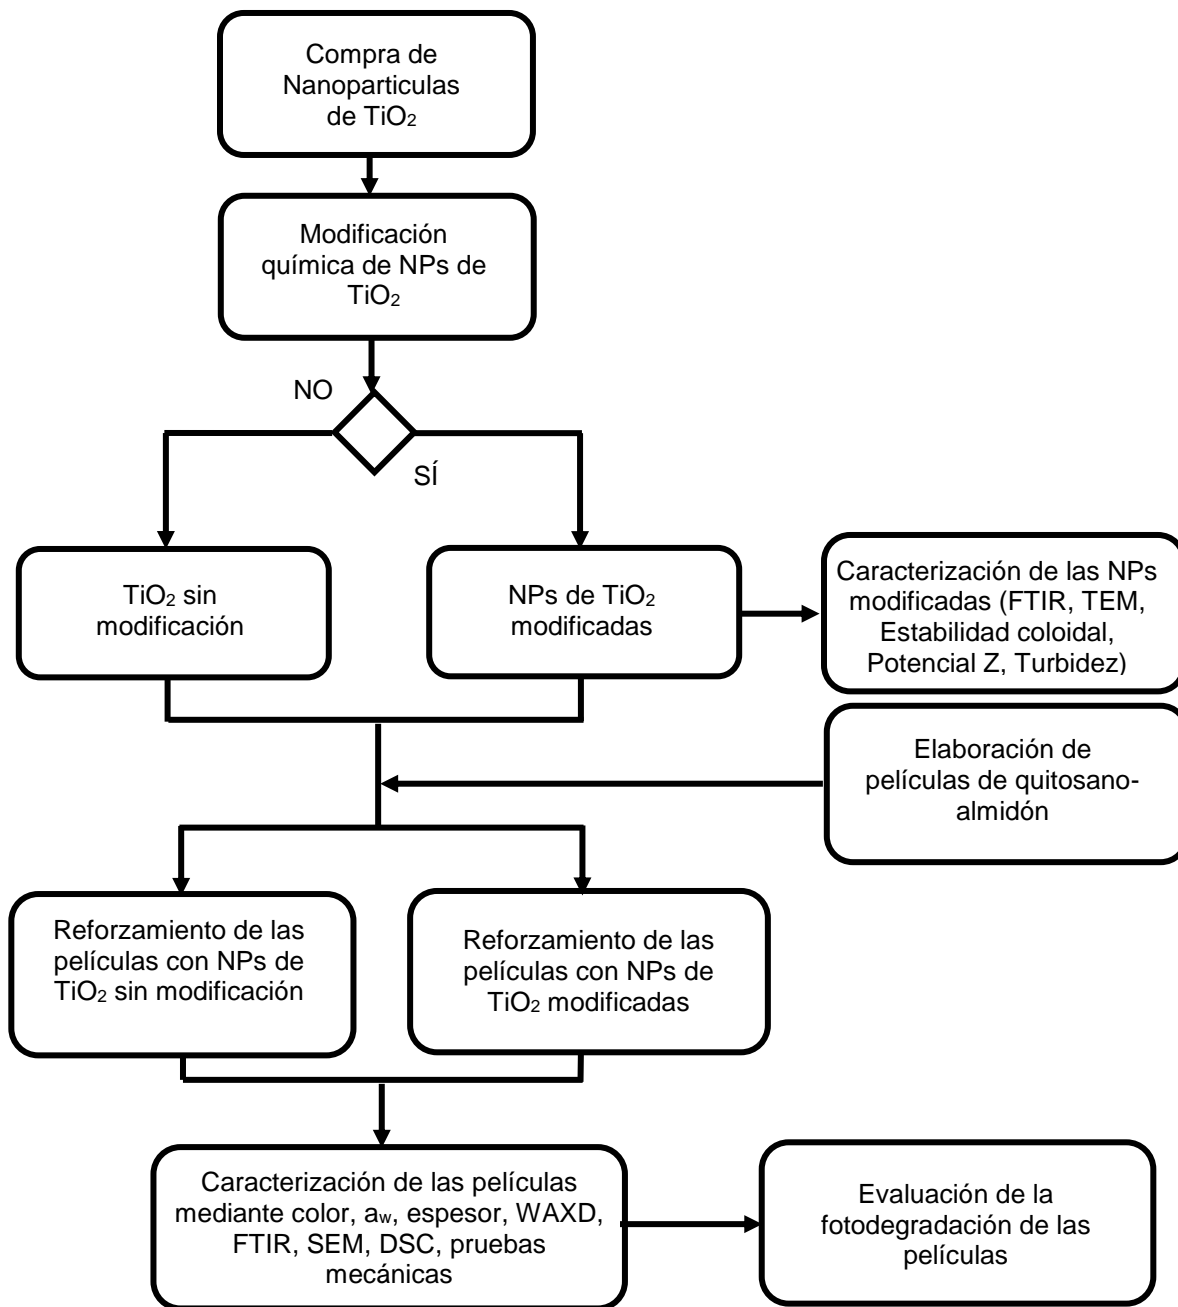 Compra de
Nanoparticulas
de TiO₂
Modificación
química de NPs de
TiO₂
NO
SÍ
TiO₂ sin
modificación
NPs de TiO₂
modificadas
Caracterización de las NPs
modificadas (FTIR, TEM,
Estabilidad coloidal,
Potencial Z, Turbidez)
Elaboración de
películas de quitosano-
almidón
Reforzamiento de las
películas con NPs de
TiO₂ sin modificación
Reforzamiento de las
películas con NPs de
TiO₂ modificadas
Caracterización de las películas
mediante color, a_w, espesor, WAXD,
FTIR, SEM, DSC, pruebas
mecánicas
Evaluación de la
fotodegradación de las
películas